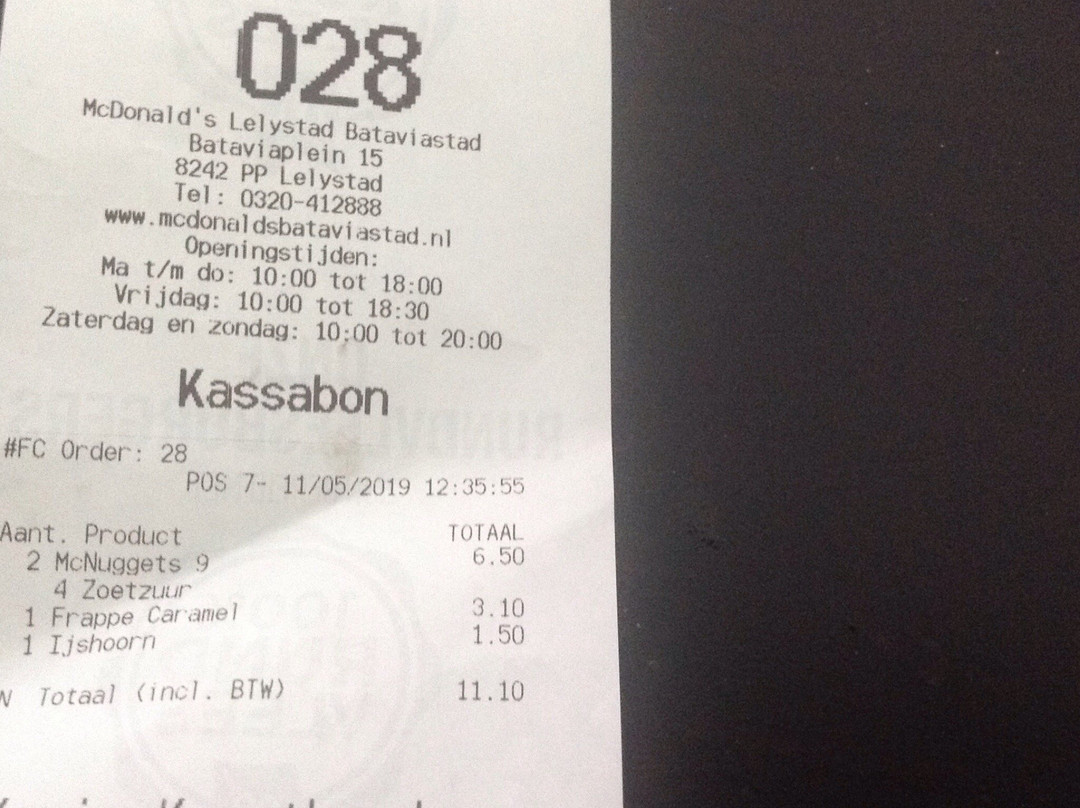 028
McDonald's Lelystad Bataviastad
Bataviaplein 15
8242 PP Lelystad
Tel: 0320-412888
www.mcdonaldsbataviastad.nl
Openingstijden:
Ma t/m do: 10:00 tot 18:00
Vrijdag: 10:00 tot 18:30
Zaterdag en zondag: 10:00 tot 20:00
Kassabon
#FC Order: 28
POS 7- 11/05/2019 12:35:55
Aant. Product TOTAAL
2 McNuggets 9 6.50
4 Zoetzuur
1 Frappe Caramel 3.10
1 Ijshoorn 1.50
N Totaal (incl. BTW) 11.10